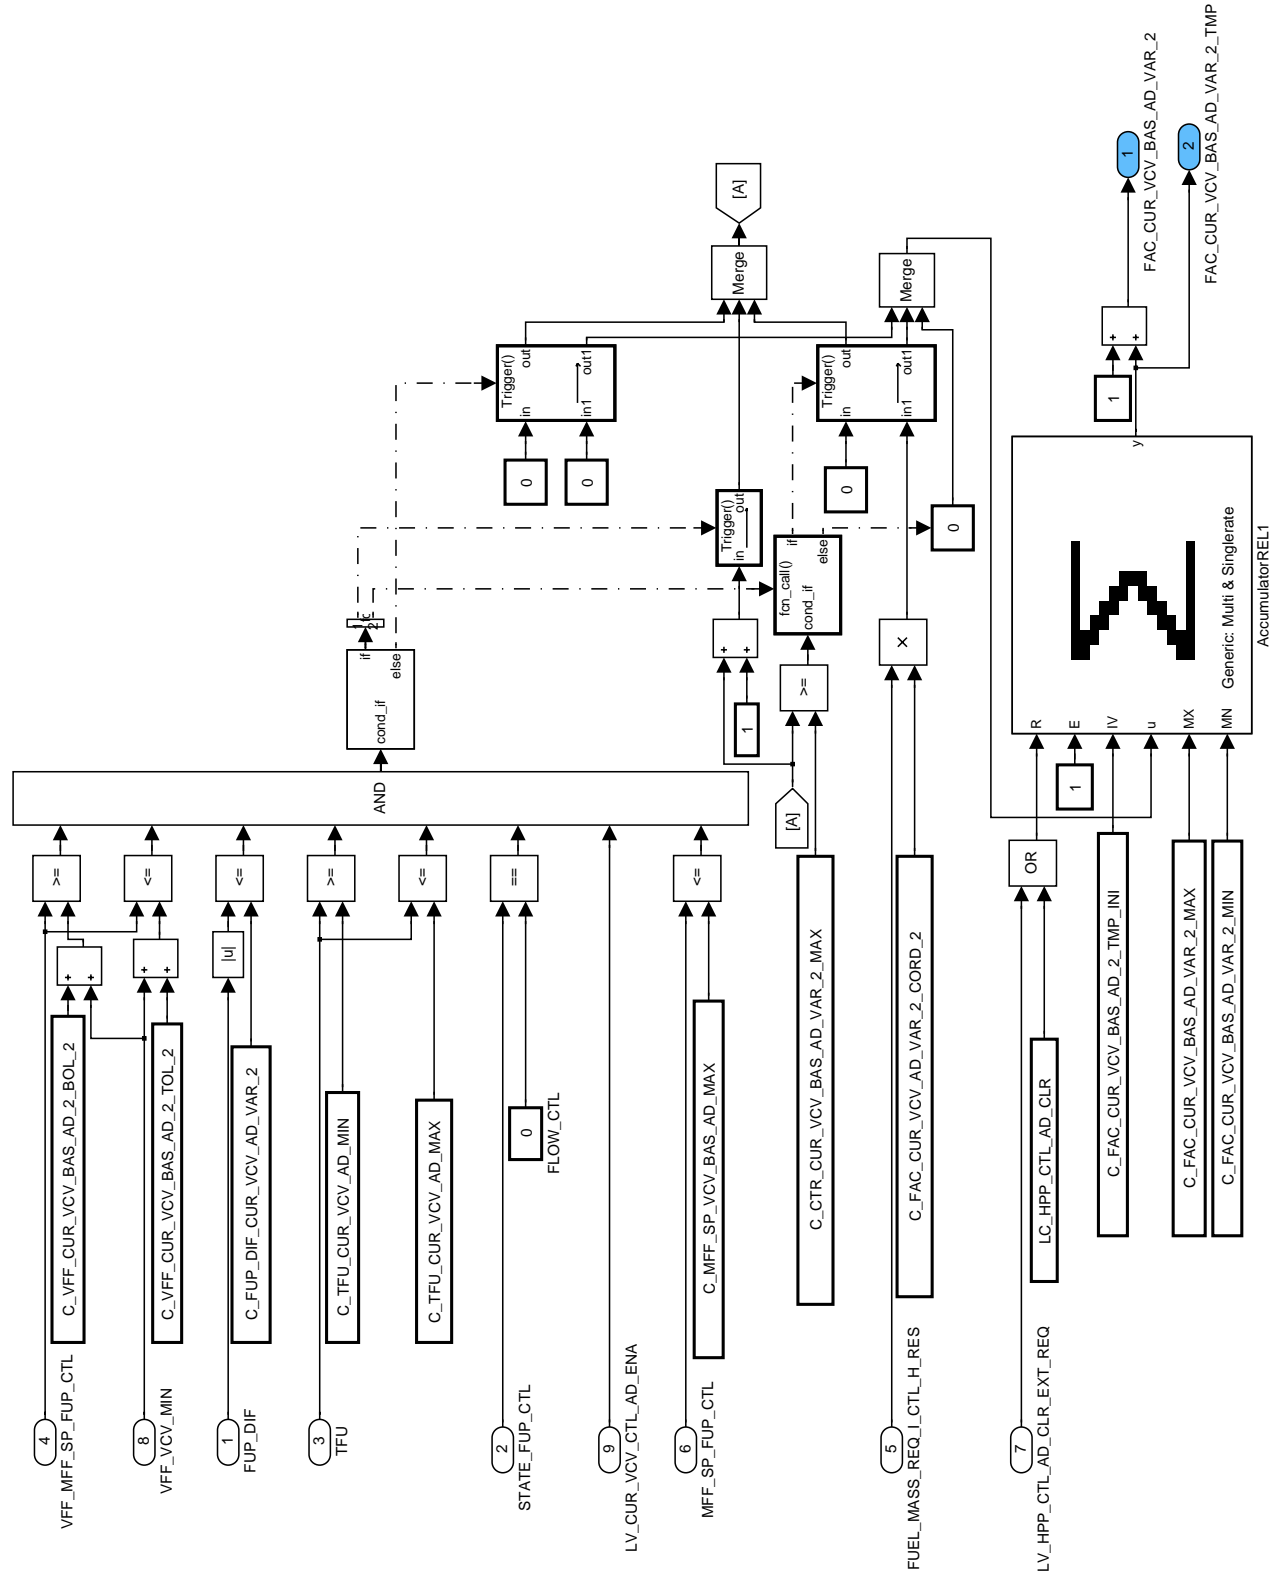 4
VFF_MFF_SP_FUP_CTL
C_VFF_CUR_VCV_BAS_AD_2_BOL_2
+
+
>=
8
VFF_VCV_MIN
C_VFF_CUR_VCV_BAS_AD_2_TOL_2
+
+
<=
1
FUP_DIF
C_FUP_DIF_CUR_VCV_AD_VAR_2
|u|
<=
3
TFU
C_TFU_CUR_VCV_AD_MIN
>=
C_TFU_CUR_VCV_AD_MAX
<=
2
STATE_FUP_CTL
0
FLOW_CTL
==
9
LV_CUR_VCV_CTL_AD_ENA
6
MFF_SP_FUP_CTL
C_MFF_SP_VCV_BAS_AD_MAX
<=
AND
cond_if
if
else
1
2
0
0
Trigger()
in
out
in1
out1
[A]
C_CTR_CUR_VCV_BAS_AD_VAR_2_MAX
1
+
+
>=
Trigger()
in
out
fcn_call()
cond_if
if
else
Merge
[A]
5
FUEL_MASS_REQ_I_CTL_H_RES
C_FAC_CUR_VCV_AD_VAR_2_CORD_2
×
0
0
Trigger()
in
out
in1
out1
Merge
7
LV_HPP_CTL_AD_CLR_EXT_REQ
LC_HPP_CTL_AD_CLR
OR
1
C_FAC_CUR_VCV_BAS_AD_2_TMP_INI
C_FAC_CUR_VCV_BAS_AD_VAR_2_MAX
C_FAC_CUR_VCV_BAS_AD_VAR_2_MIN
R
E
IV
u
MX
MN
y
Generic: Multi & Singlerate
AccumulatorREL1
1
+
+
1
FAC_CUR_VCV_BAS_AD_VAR_2
2
FAC_CUR_VCV_BAS_AD_VAR_2_TMP